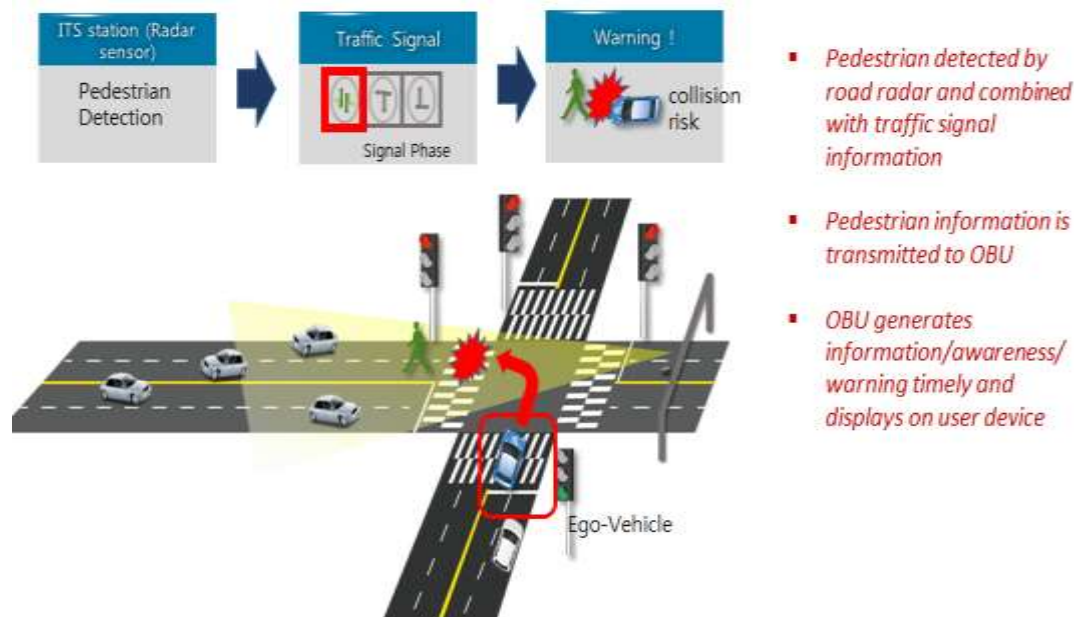 ITS station (Radar
sensor)
Pedestrian
Detection
Traffic Signal
Signal Phase
Warning !
collision
risk
Pedestrian detected by
road radar and combined
with traffic signal
information
Pedestrian information is
transmitted to OBU
OBU generates
information/awareness/
warning timely and
displays on user device
Ego-Vehicle